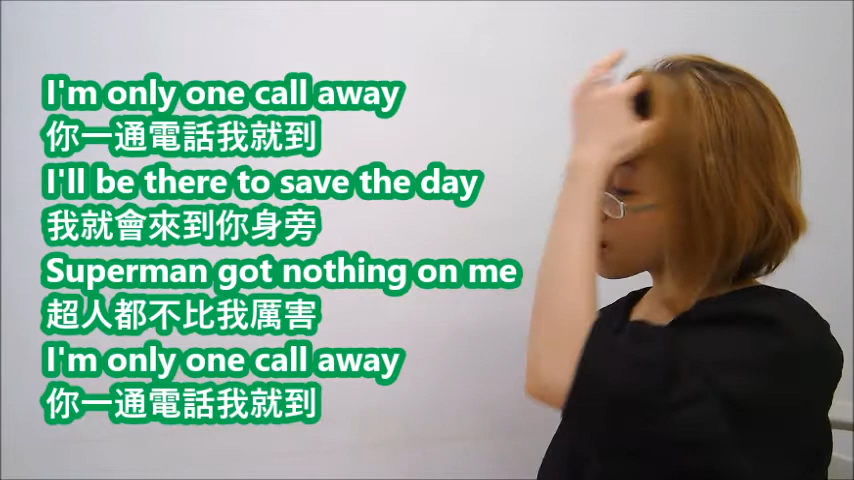 I'm only one call away
你一通電話我就到
I'll be there to save the day
我就會來到你身旁
Superman got nothing on me
超人都不比我厲害
I'm only one call away
你一通電話我就到